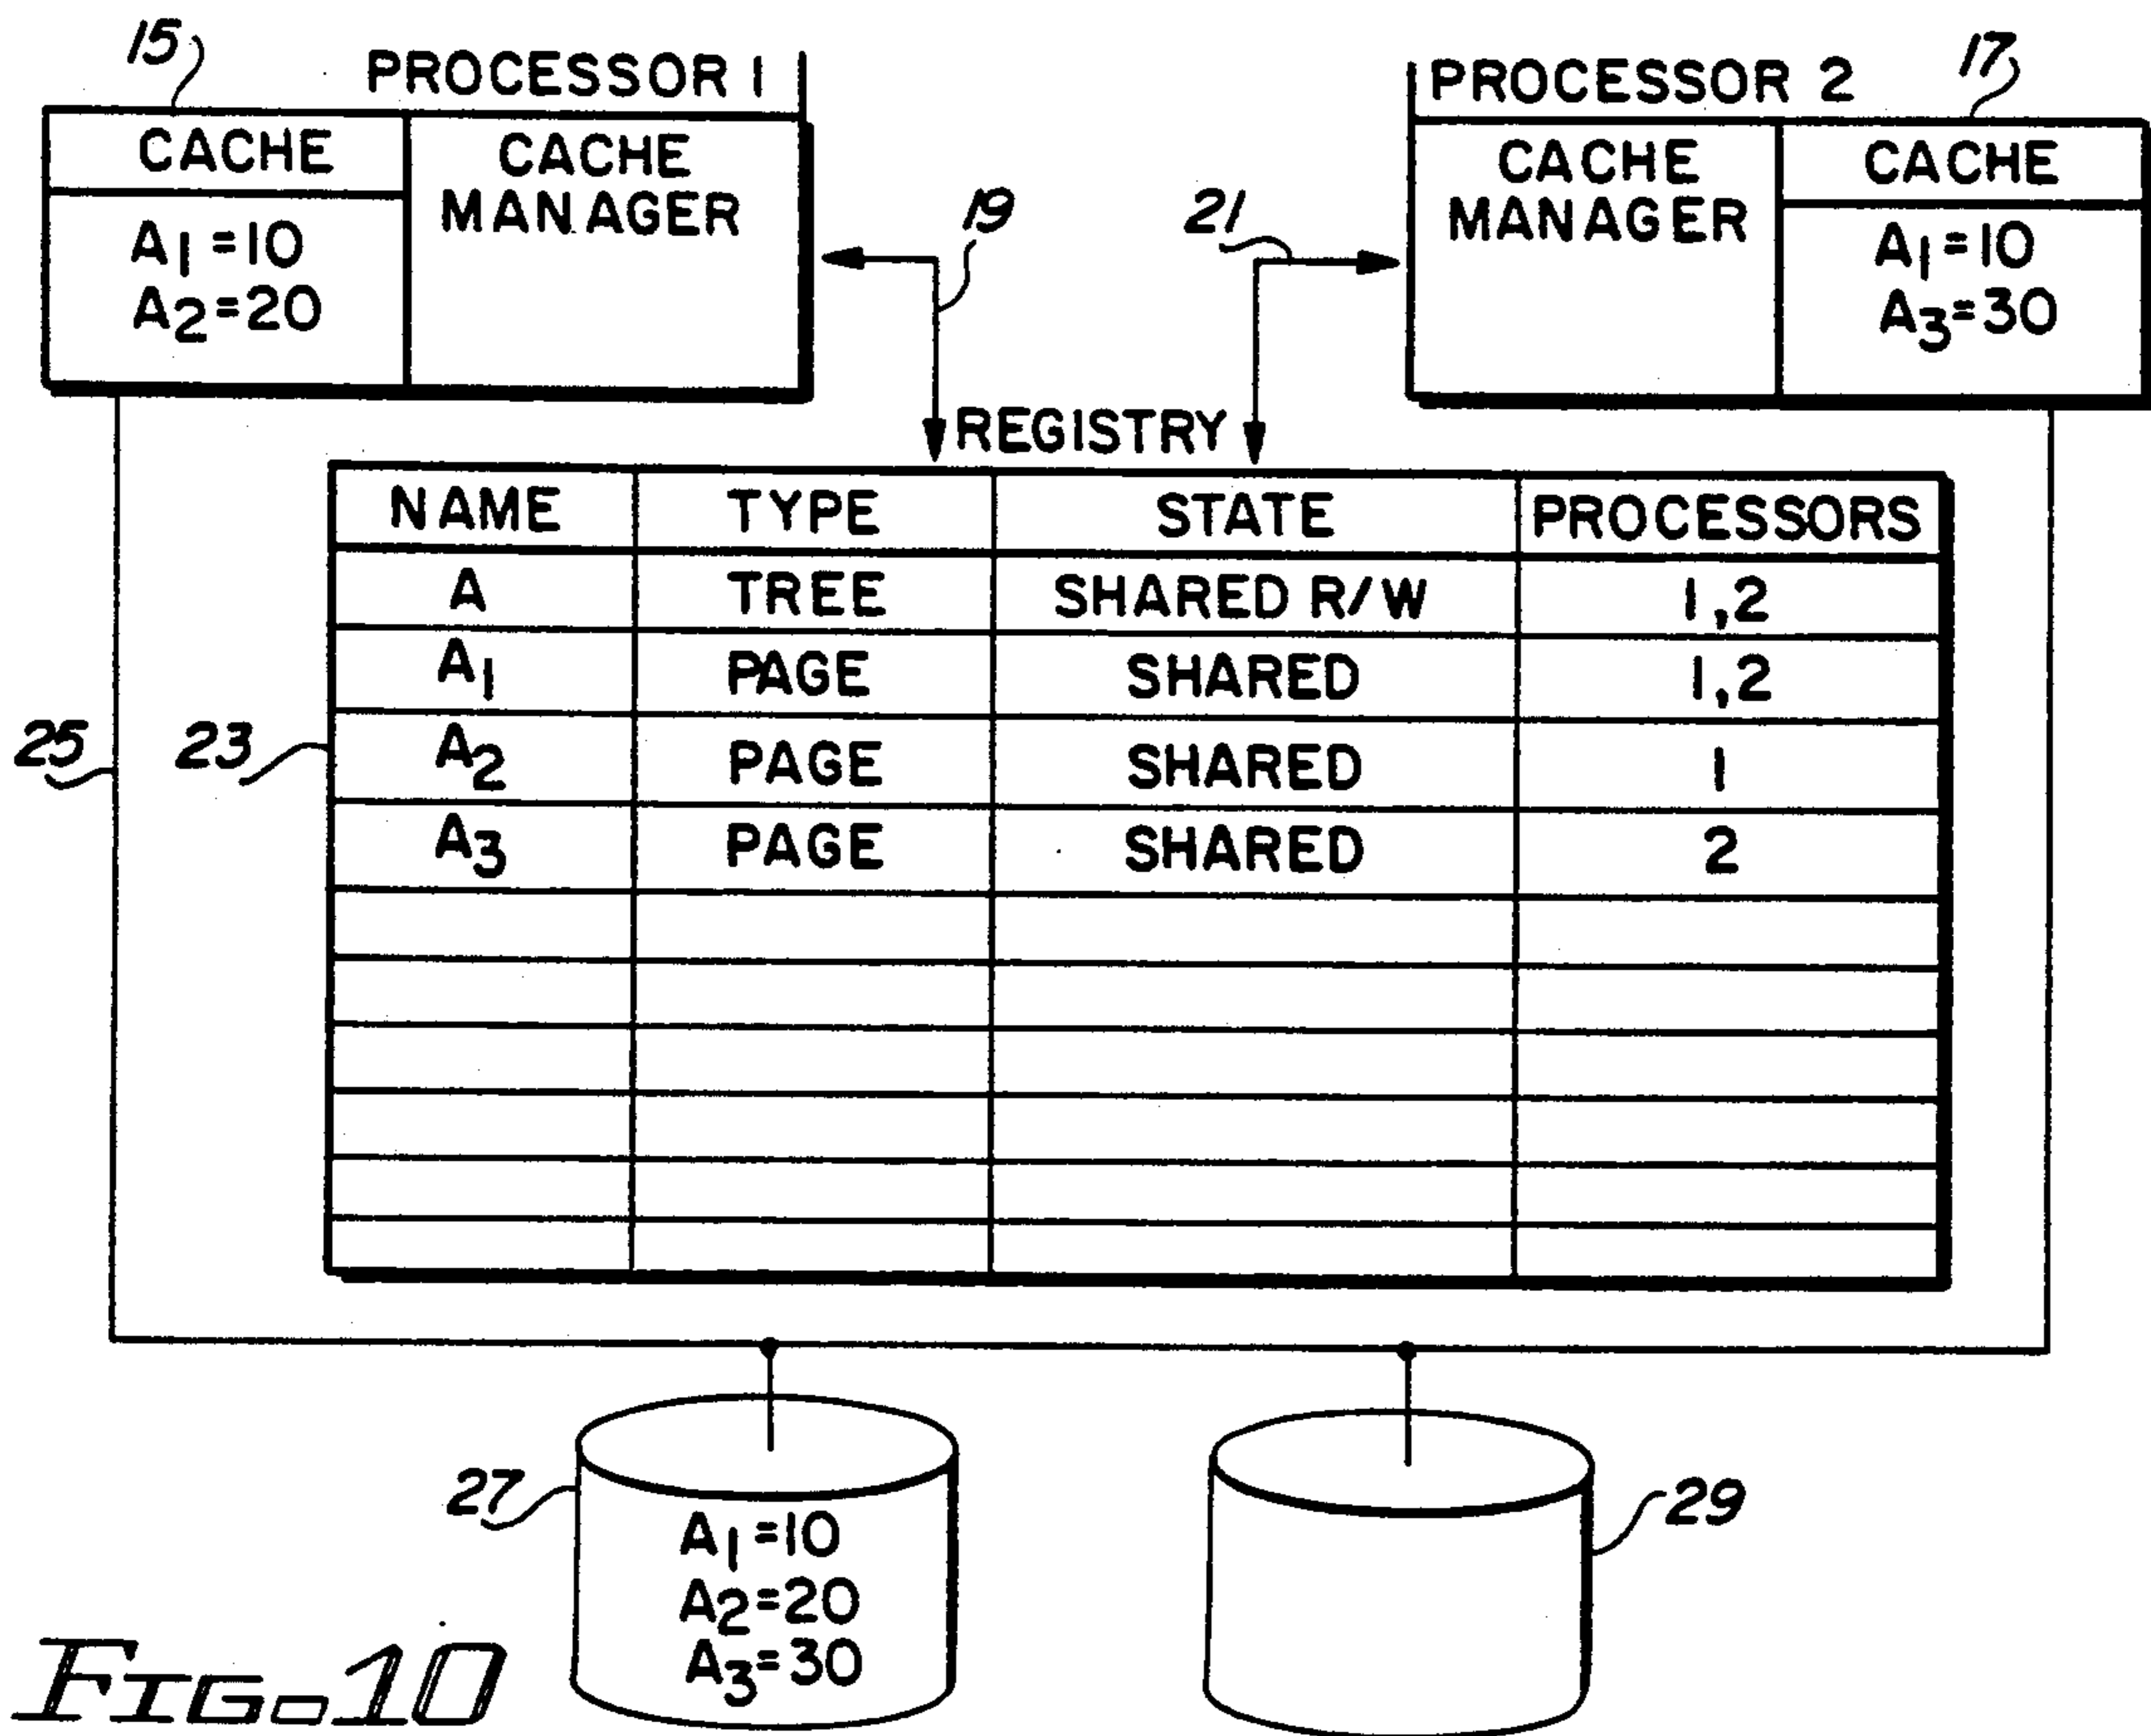 15
PROCESSOR 1
PROCESSOR 2
17
CACHE
CACHE MANAGER
A1=10
A2=20
19
21
CACHE MANAGER
CACHE
A1=10
A3=30
REGISTRY
NAME TYPE STATE PROCESSORS
A TREE SHARED R/W 1,2
A1 PAGE SHARED 1,2
A2 PAGE SHARED 1
A3 PAGE SHARED 2
25
23
27
A1=10
A2=20
A3=30
29
FIG. 10